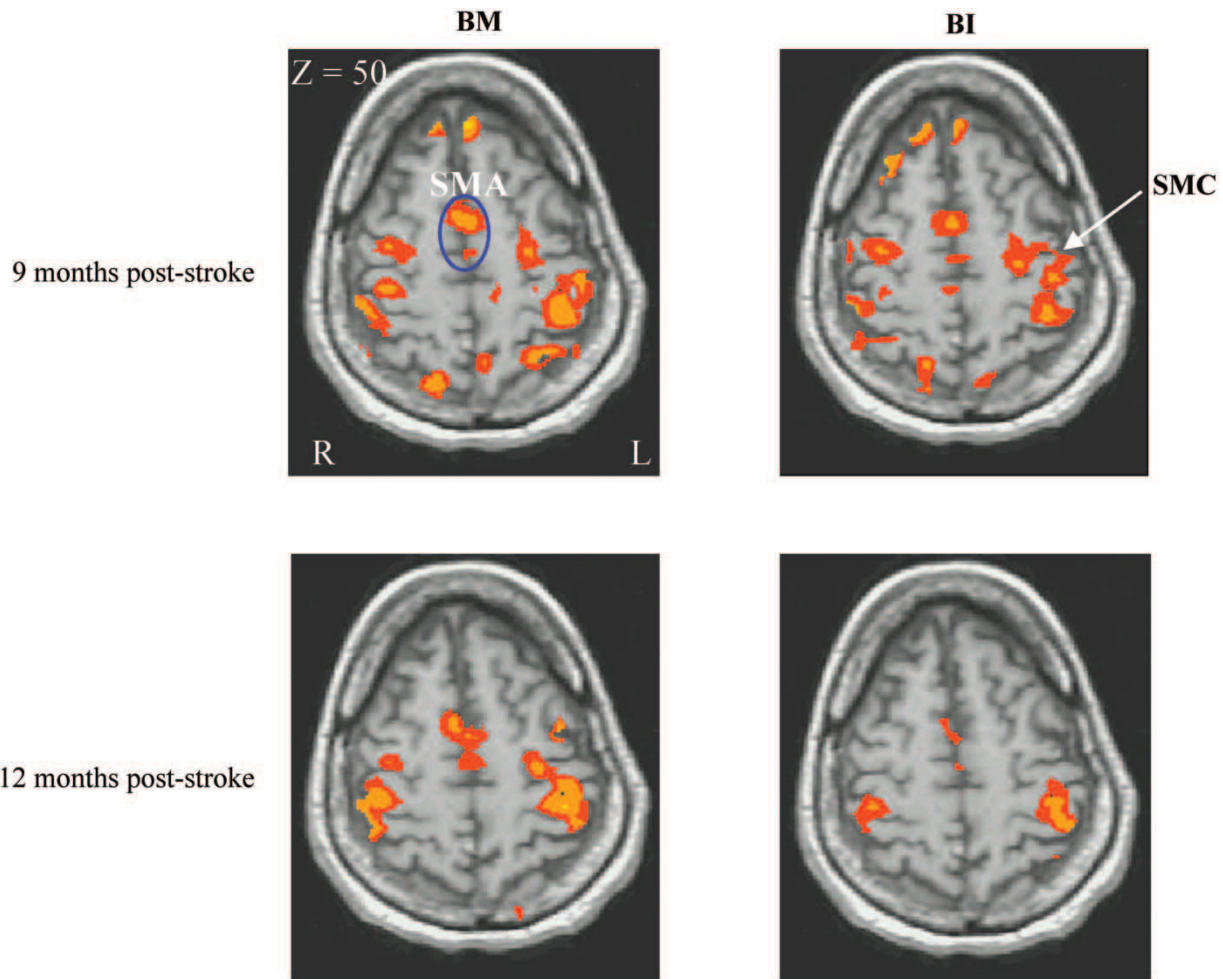 BM
BI
Z = 50
SMA
SMC
9 months post-stroke
R
L
12 months post-stroke